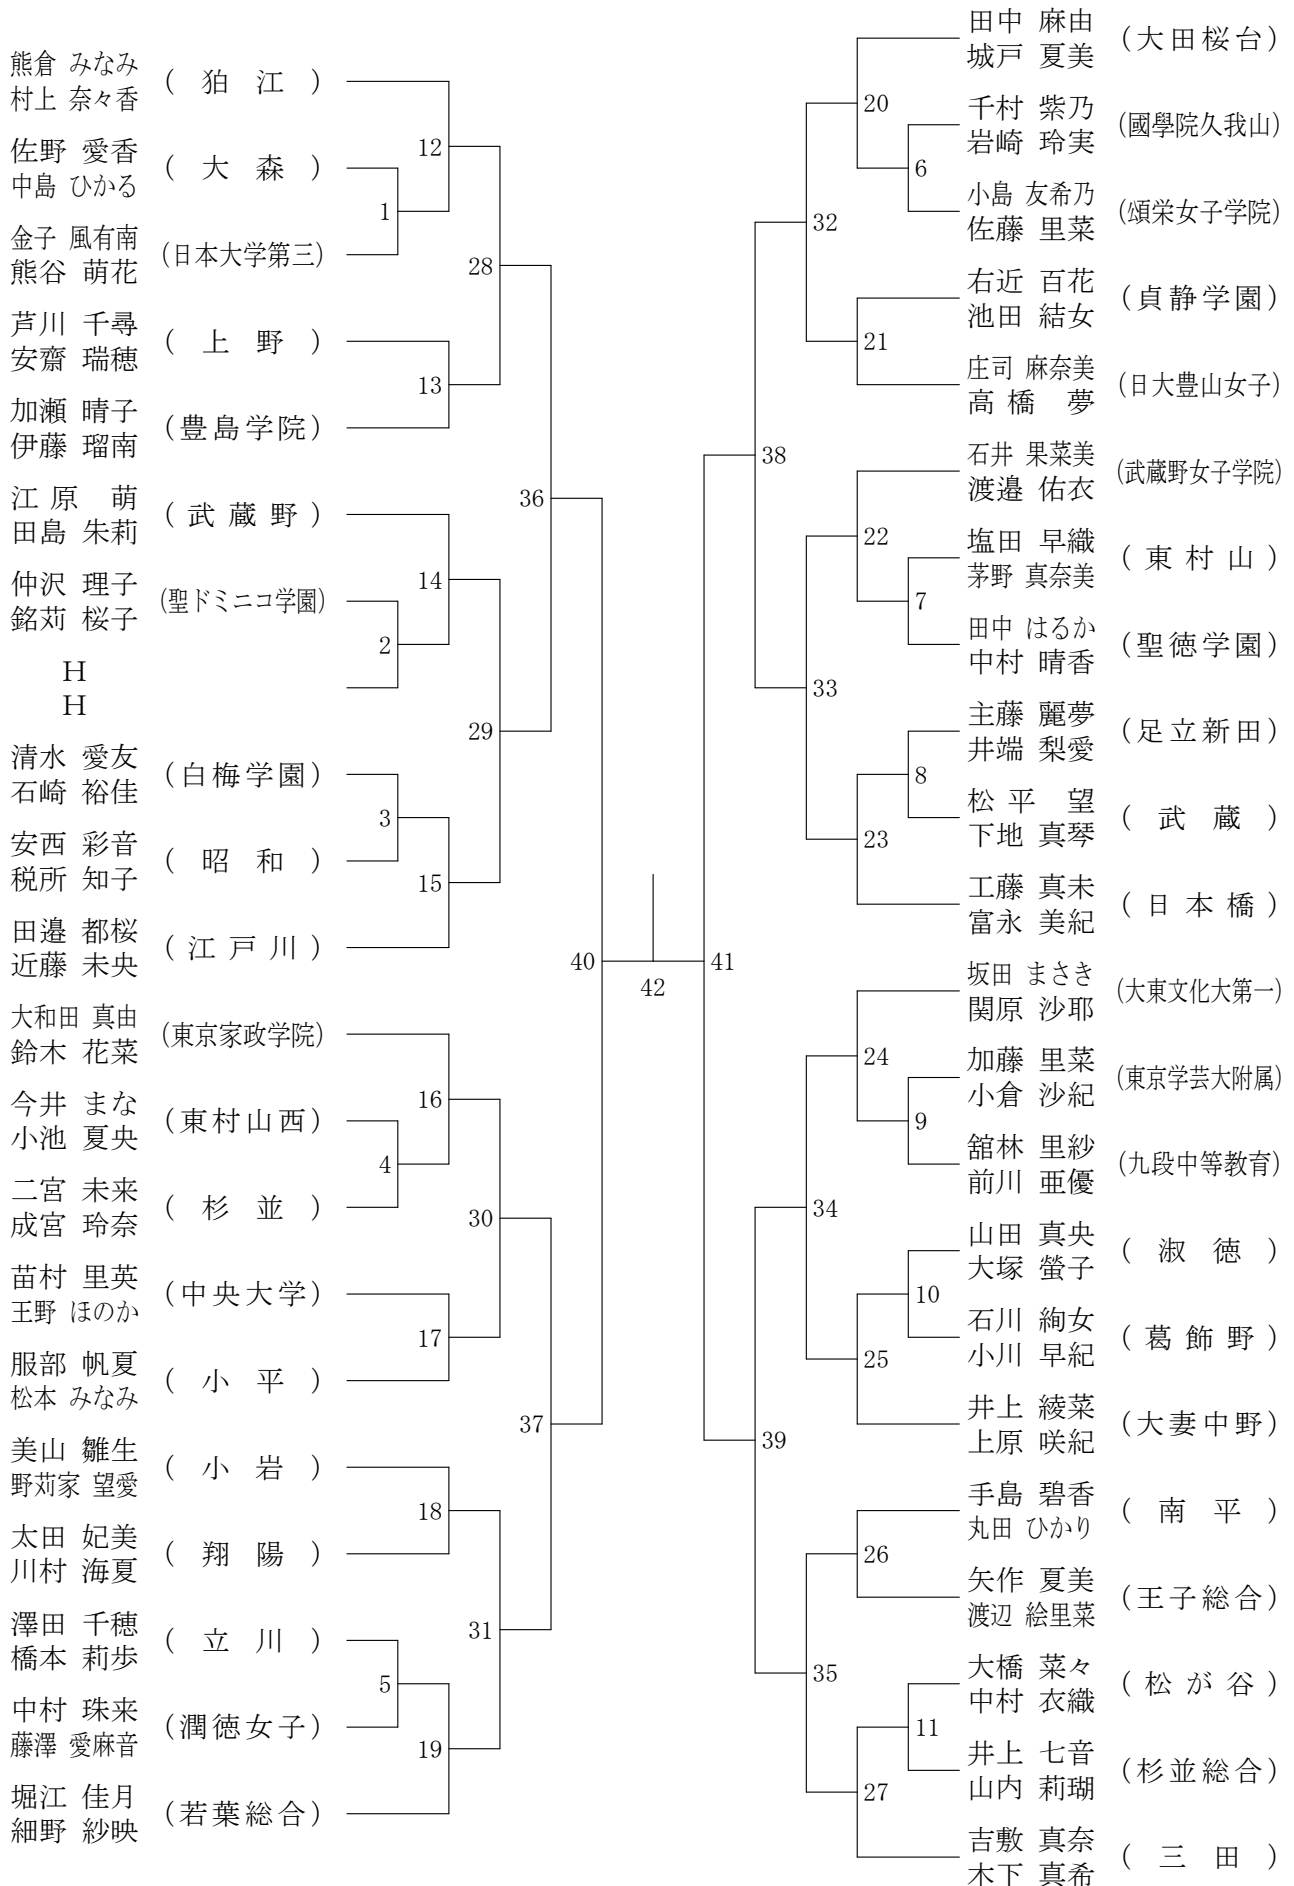 熊倉 みなみ
村上 奈々香
( 狛江 )
佐野 愛香
中島 ひかる
( 大森 )
金子 風有南
熊谷 萌花
(日本大学第三)
芦川 千尋
安齋 瑞穂
( 上野 )
加瀬 晴子
伊藤 瑠南
(豊島学院)
江原 萌
田島 朱莉
(武蔵野)
仲沢 理子
銘苅 桜子
(聖ドミニコ学園)
H
H
清水 愛友
石崎 裕佳
(白梅学園)
安西 彩音
税所 知子
( 昭和 )
田邉 都桜
近藤 未央
(江戸川)
大和田 真由
鈴木 花菜
(東京家政学院)
今井 まな
小池 夏央
(東村山西)
二宮 未来
成宮 玲奈
( 杉並 )
苗村 里英
王野 ほのか
(中央大学)
服部 帆夏
松本 みなみ
( 小平 )
美山 雛生
野苅家 望愛
( 小岩 )
太田 妃美
川村 海夏
( 翔陽 )
澤田 千穂
橋本 莉歩
( 立川 )
中村 珠来
藤澤 愛麻音
(潤徳女子)
堀江 佳月
細野 紗映
(若葉総合)
1
2
3
4
5
12
13
14
15
16
17
18
19
28
29
30
31
36
37
40
42
41
38
39
32
33
34
35
20
21
22
23
24
25
26
27
6
7
8
9
10
11
田中 麻由
城戸 夏美
(大田桜台)
千村 紫乃
岩崎 玲実
(國學院久我山)
小島 友希乃
佐藤 里菜
(頌栄女子学院)
右近 百花
池田 結女
(貞静学園)
庄司 麻奈美
高橋 夢
(日大豊山女子)
石井 果菜美
渡邉 佑衣
(武蔵野女子学院)
塩田 早織
茅野 真奈美
(東村山)
田中 はるか
中村 晴香
(聖徳学園)
主藤 麗夢
井端 梨愛
(足立新田)
松平 望
下地 真琴
( 武蔵 )
工藤 真未
富永 美紀
(日本橋)
坂田 まさき
関原 沙耶
(大東文化大第一)
加藤 里菜
小倉 沙紀
(東京学芸大附属)
舘林 里紗
前川 亜優
(九段中等教育)
山田 真央
大塚 螢子
( 淑徳 )
石川 絢女
小川 早紀
(葛飾野)
井上 綾菜
上原 咲紀
(大妻中野)
手島 碧香
丸田 ひかり
( 南平 )
矢作 夏美
渡辺 絵里菜
(王子総合)
大橋 菜々
中村 衣織
(松が谷)
井上 七音
山内 莉瑚
(杉並総合)
吉敷 真奈
木下 真希
( 三田 )